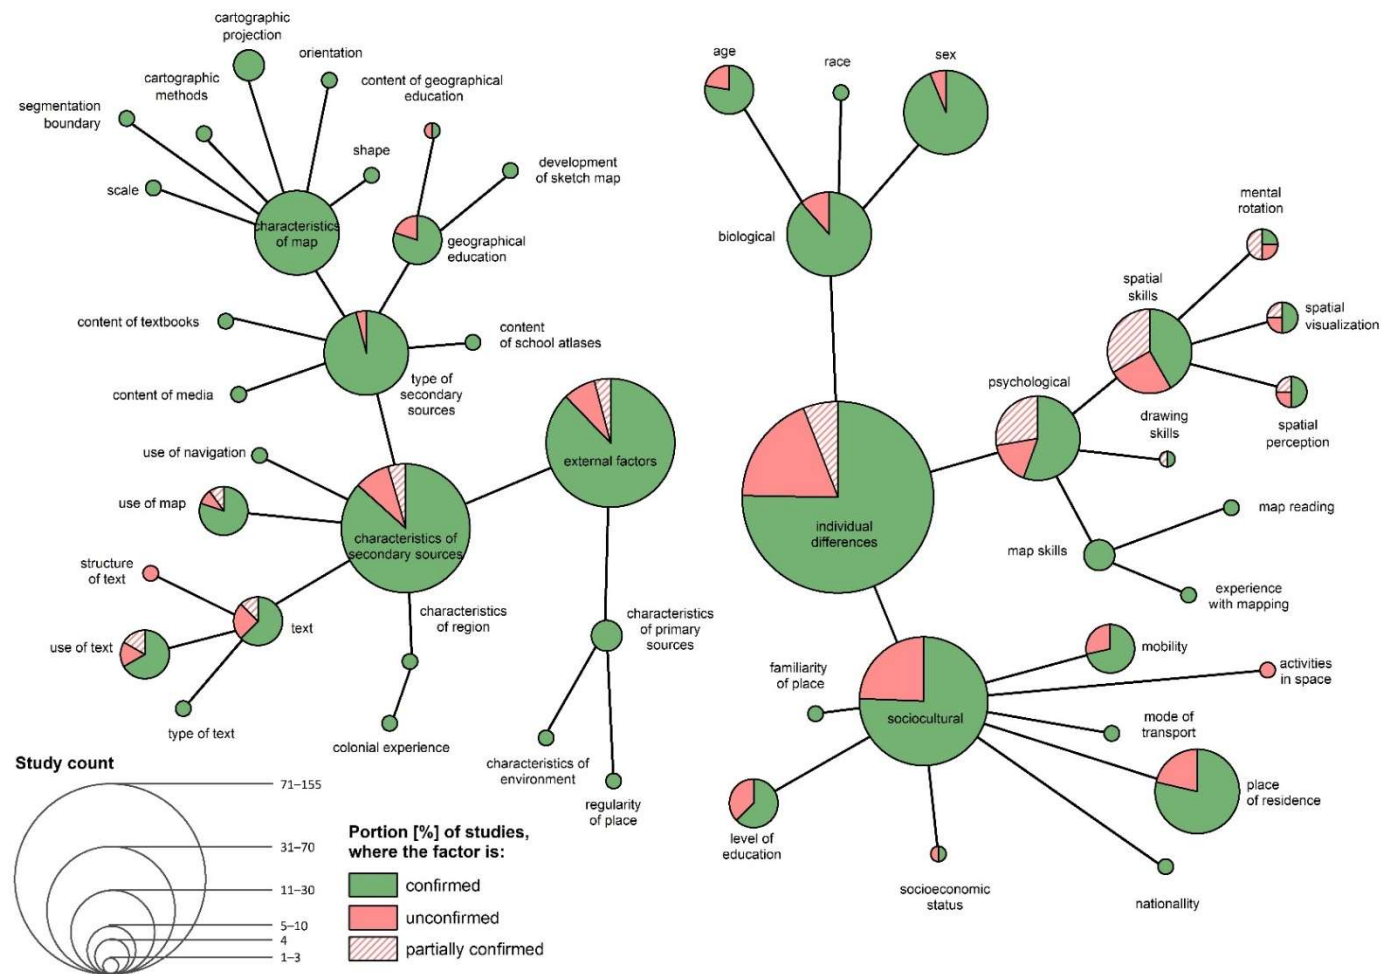 cartographic
projection
orientation
cartographic
methods
content of geographical
education
segmentation
boundary
shape
scale
development
of sketch map
characteristics
of map
geographical
education
content of textbooks
content
of school atlases
content of media
type of
secondary
sources
use of navigation
external factors
use of map
characteristics of
secondary sources
structure
of text
characteristics
of region
text
use of text
type of text
colonial experience
characteristics
of primary
sources
characteristics of
environment
regularity
of place
age
race
sex
biological
mental
rotation
spatial
skills
spatial
visualization
psychological
drawing
skills
spatial
perception
individual
differences
map reading
map skills
experience
with mapping
mobility
familiarity
of place
activities
in space
sociocultural
mode of
transport
place
of residence
level of
education
socioeconomic
status
nationallity
Study count
71–155
31–70
11–30
5–10
4
1–3
Portion [%] of studies,
where the factor is:
confirmed
unconfirmed
partially confirmed